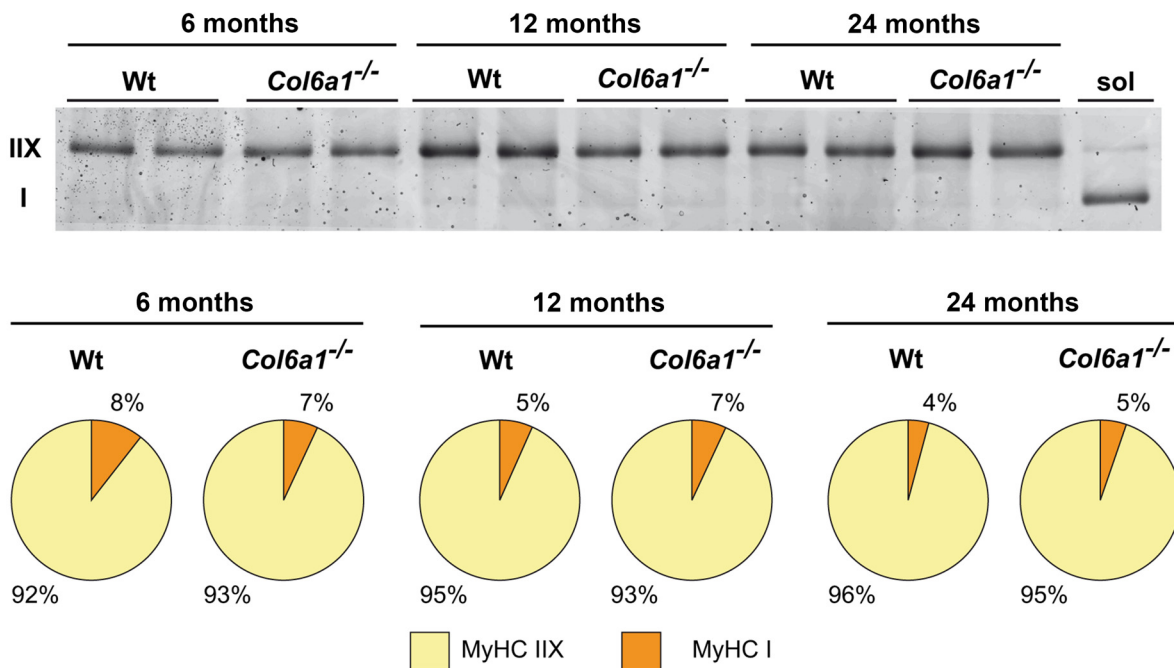 6 months 12 months 24 months
Wt Col6a1-/- Wt Col6a1-/- Wt Col6a1-/- sol
IIX
I
6 months 12 months 24 months
Wt Col6a1-/- Wt Col6a1-/- Wt Col6a1-/-
8% 7% 5% 7% 4% 5%
92% 93% 95% 93% 96% 95%
MyHC IIX MyHC I